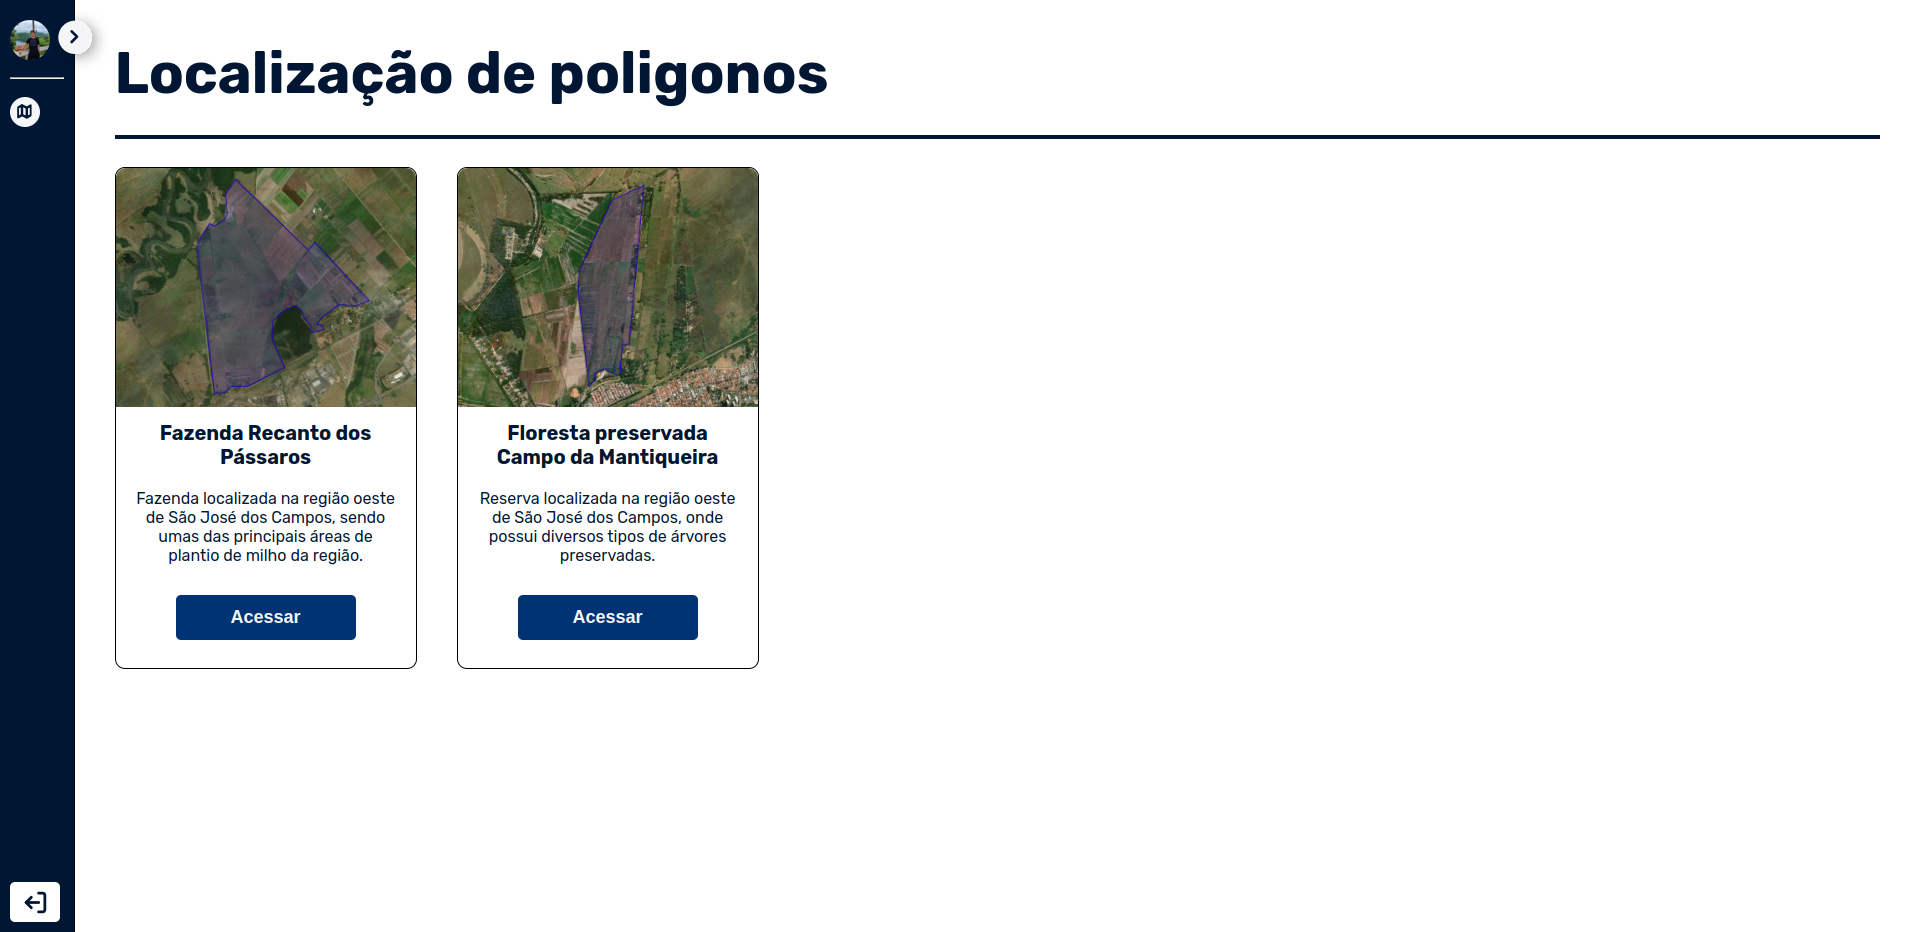 Localização de poligonos
Fazenda Recanto dos
Pássaros
Fazenda localizada na região oeste
de São José dos Campos, sendo
umas das principais áreas de
plantio de milho da região.
Acessar
Floresta preservada
Campo da Mantiqueira
Reserva localizada na região oeste
de São José dos Campos, onde
possui diversos tipos de árvores
preservadas.
Acessar